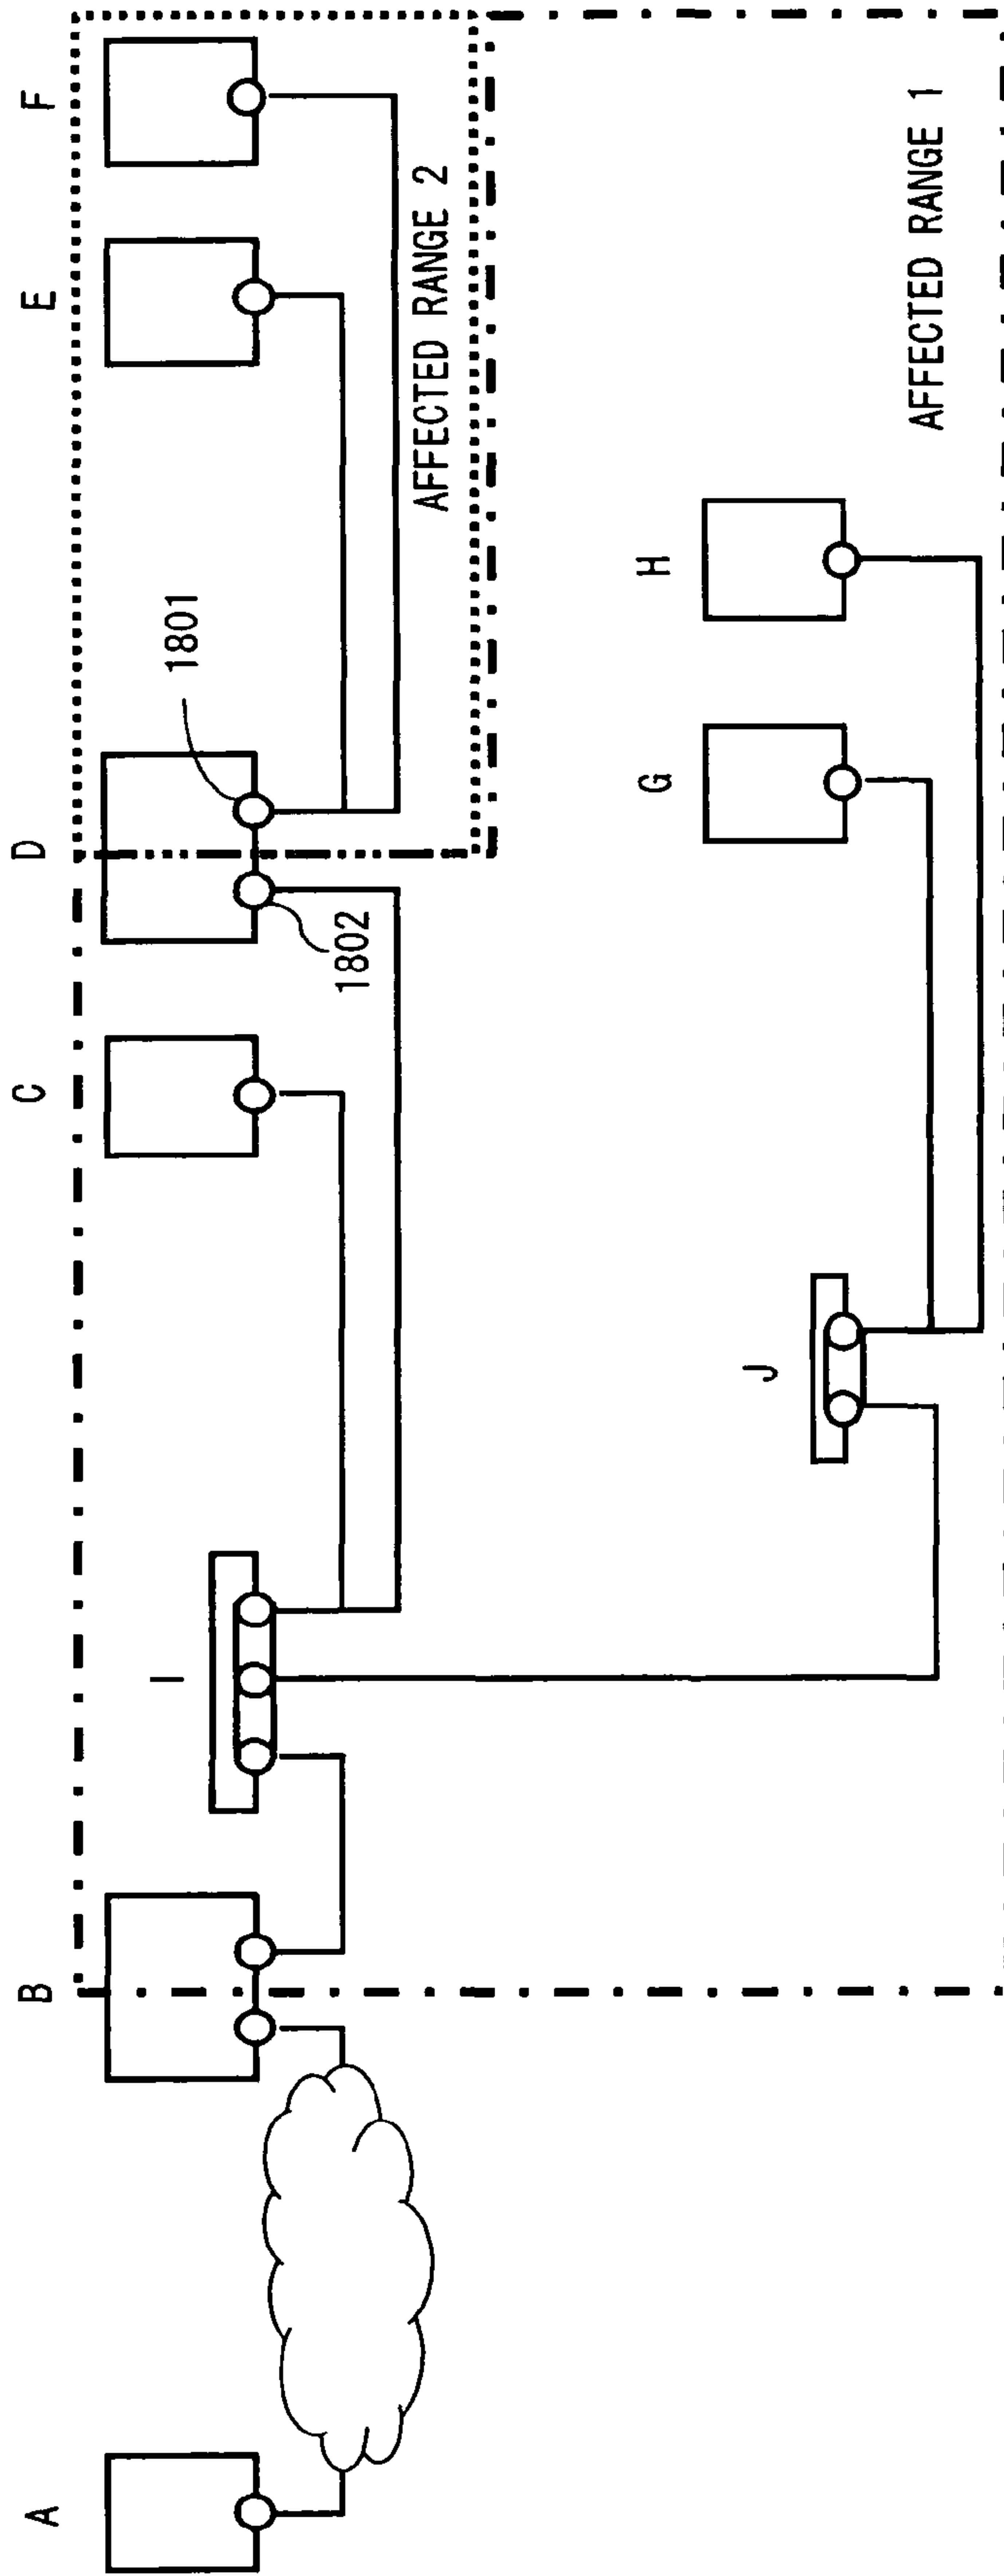 A
B
I
C
D
E
F
1802
1801
AFFECTED RANGE 2
J
G
H
AFFECTED RANGE 1